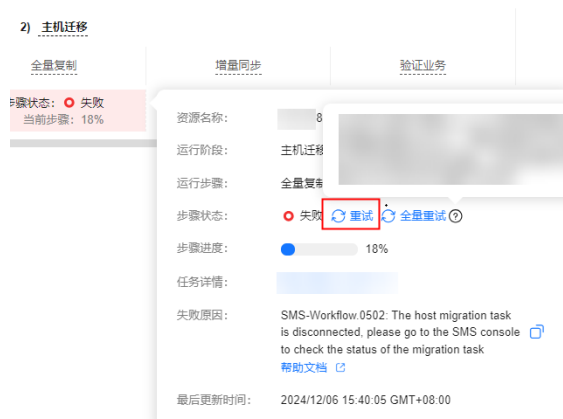 2) 主机迁移
全量复制 增量同步 验证业务
步骤状态： 失败
当前步骤：18%
资源名称： 8
运行阶段： 主机迁移
运行步骤： 全量复制
步骤状态： 失败 重试 全量重试 ?
步骤进度： 18%
任务详情：
失败原因： SMS-Workflow.0502: The host migration task
is disconnected, please go to the SMS console
to check the status of the migration task
帮助文档
最后更新时间： 2024/12/06 15:40:05 GMT+08:00